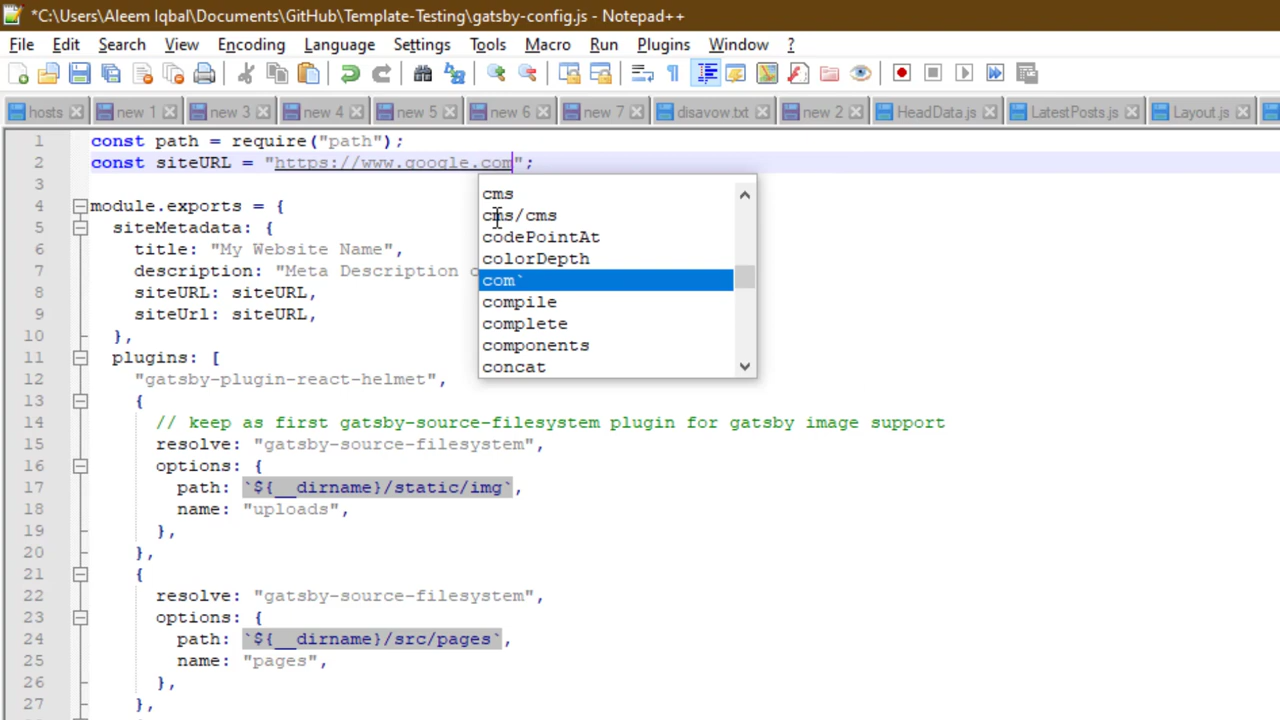 *C:\Users\Aleem Iqbal\Documents\GitHub\Template-Testing\gatsby-config.js - Notepad++
File Edit Search View Encoding Language Settings Tools Macro Run Plugins Window ?
hosts new 1 new 3 new 4 new 5 new 6 new 7 disavow.txt new 2 HeadData.js LatestPosts.js Layout.js
1 const path = require("path");
2 const siteURL = "https://www.google.com";
3
4 module.exports = {
5 siteMetadata: {
6 title: "My Website Name",
7 description: "Meta Description
8 siteURL: siteURL,
9 siteUrl: siteURL,
10 },
11 plugins: [
12 "gatsby-plugin-react-helmet",
13 {
14 // keep as first gatsby-source-filesystem plugin for gatsby image support
15 resolve: "gatsby-source-filesystem",
16 options: {
17 path: `${__dirname}/static/img`,
18 name: "uploads",
19 },
20 },
21 {
22 resolve: "gatsby-source-filesystem",
23 options: {
24 path: `${__dirname}/src/pages`,
25 name: "pages",
26 },
27 },
cms
cms/cms
codePointAt
colorDepth
com`
compile
complete
components
concat